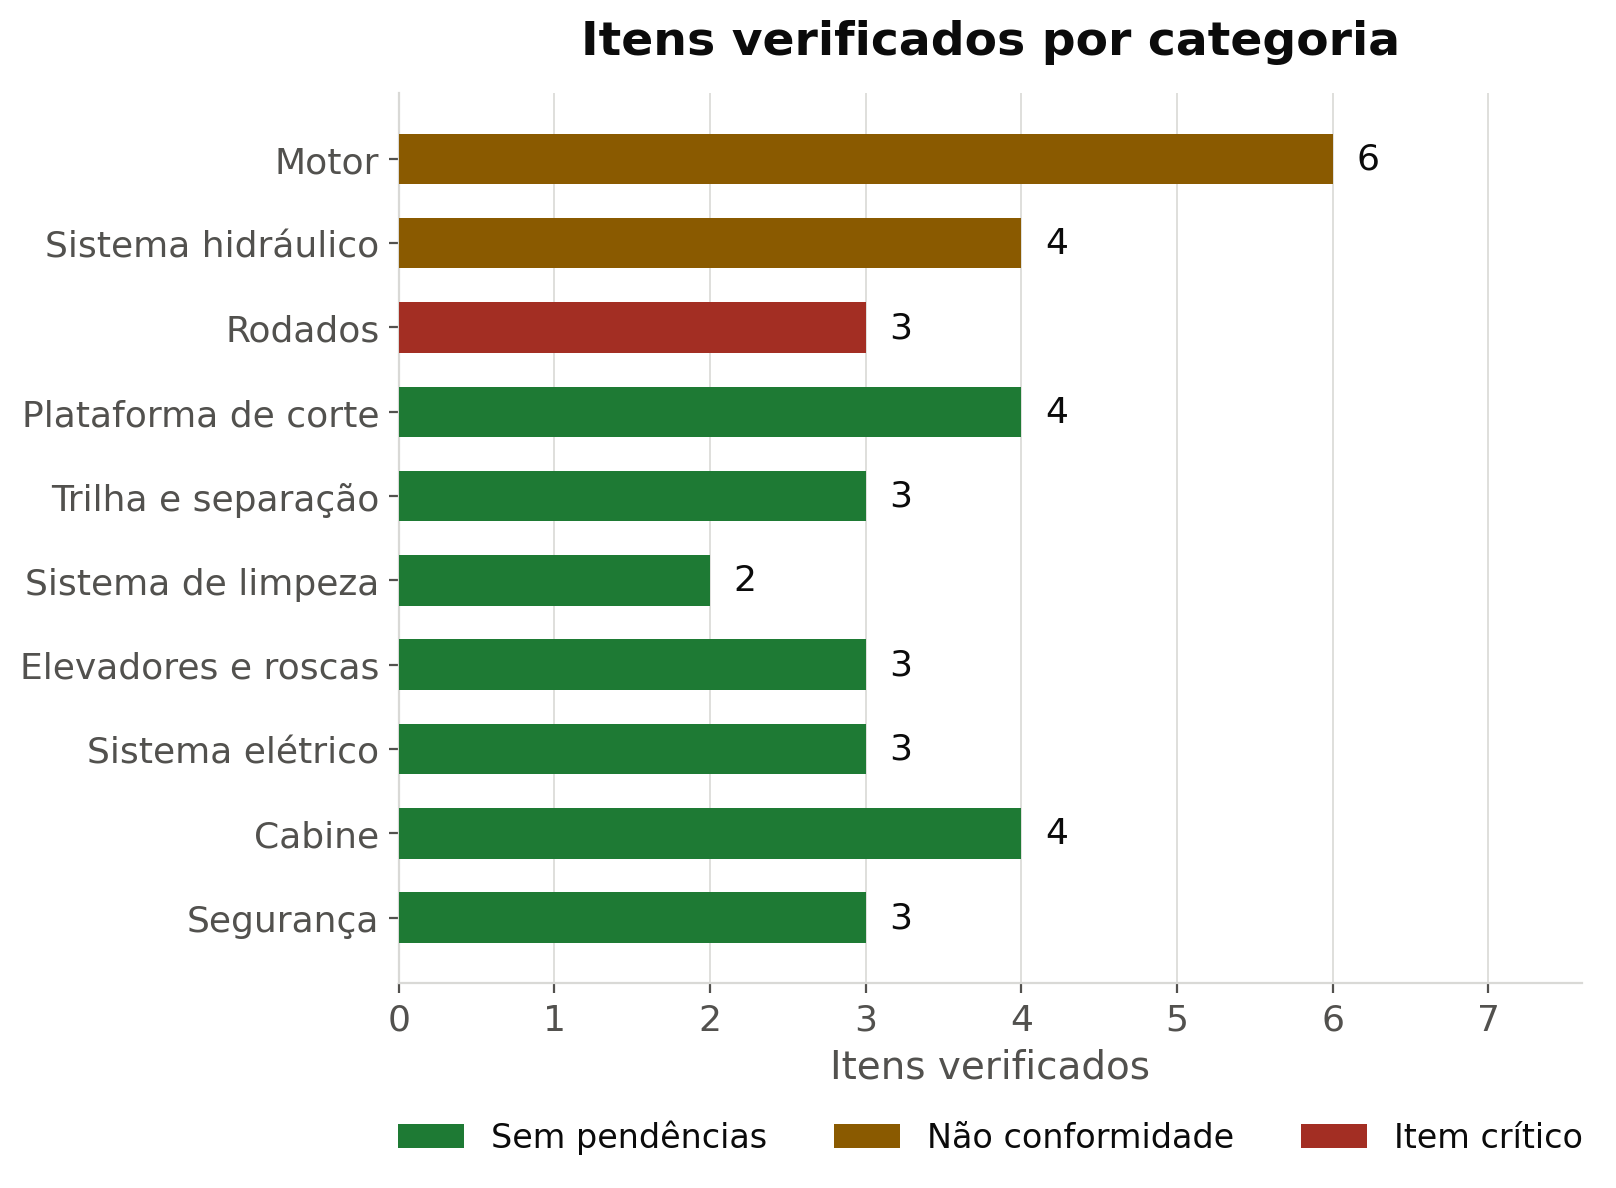 Itens verificados por categoria
Motor 6
Sistema hidráulico 4
Rodados 3
Plataforma de corte 4
Trilha e separação 3
Sistema de limpeza 2
Elevadores e roscas 3
Sistema elétrico 3
Cabine 4
Segurança 3
0 1 2 3 4 5 6 7
Itens verificados
Sem pendências Não conformidade Item crítico